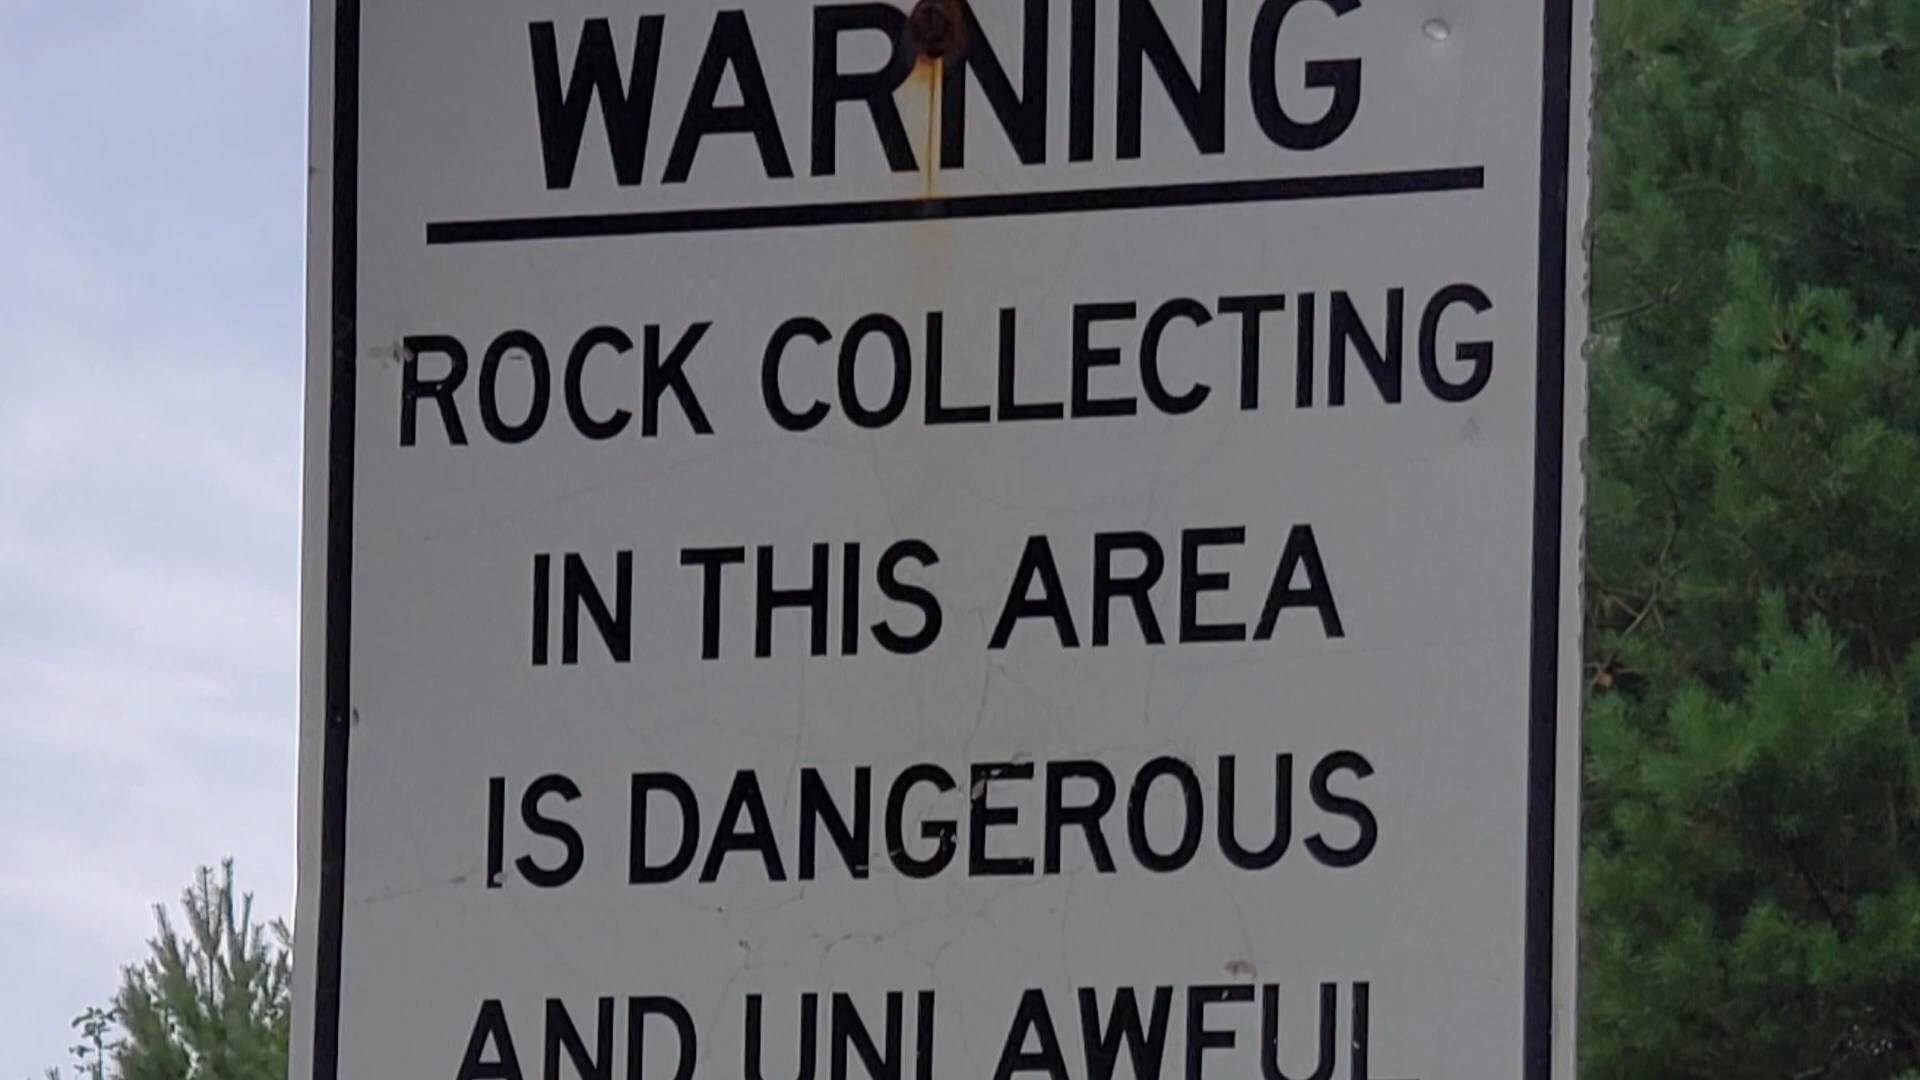 WARNING
ROCK COLLECTING
IN THIS AREA
IS DANGEROUS
AND UNLAWFUL